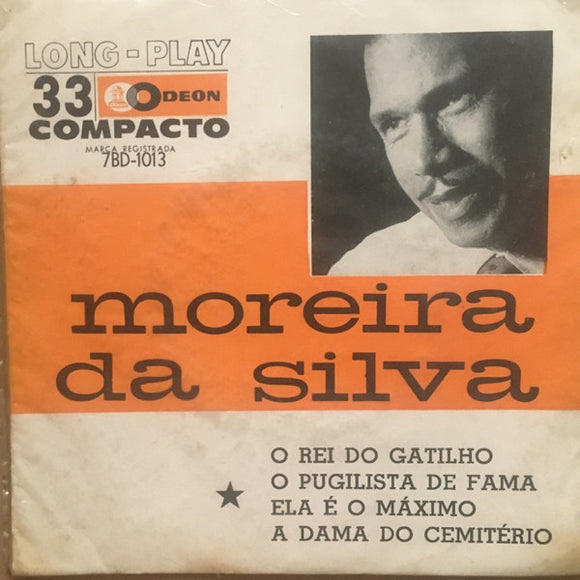 LONG-PLAY
33 ODEON
COMPACTO
MARCA REGISTRADA
7BD-1013
moreira
da silva
O REI DO GATILHO
O PUGILISTA DE FAMA
ELA É O MÁXIMO
A DAMA DO CEMITÉRIO